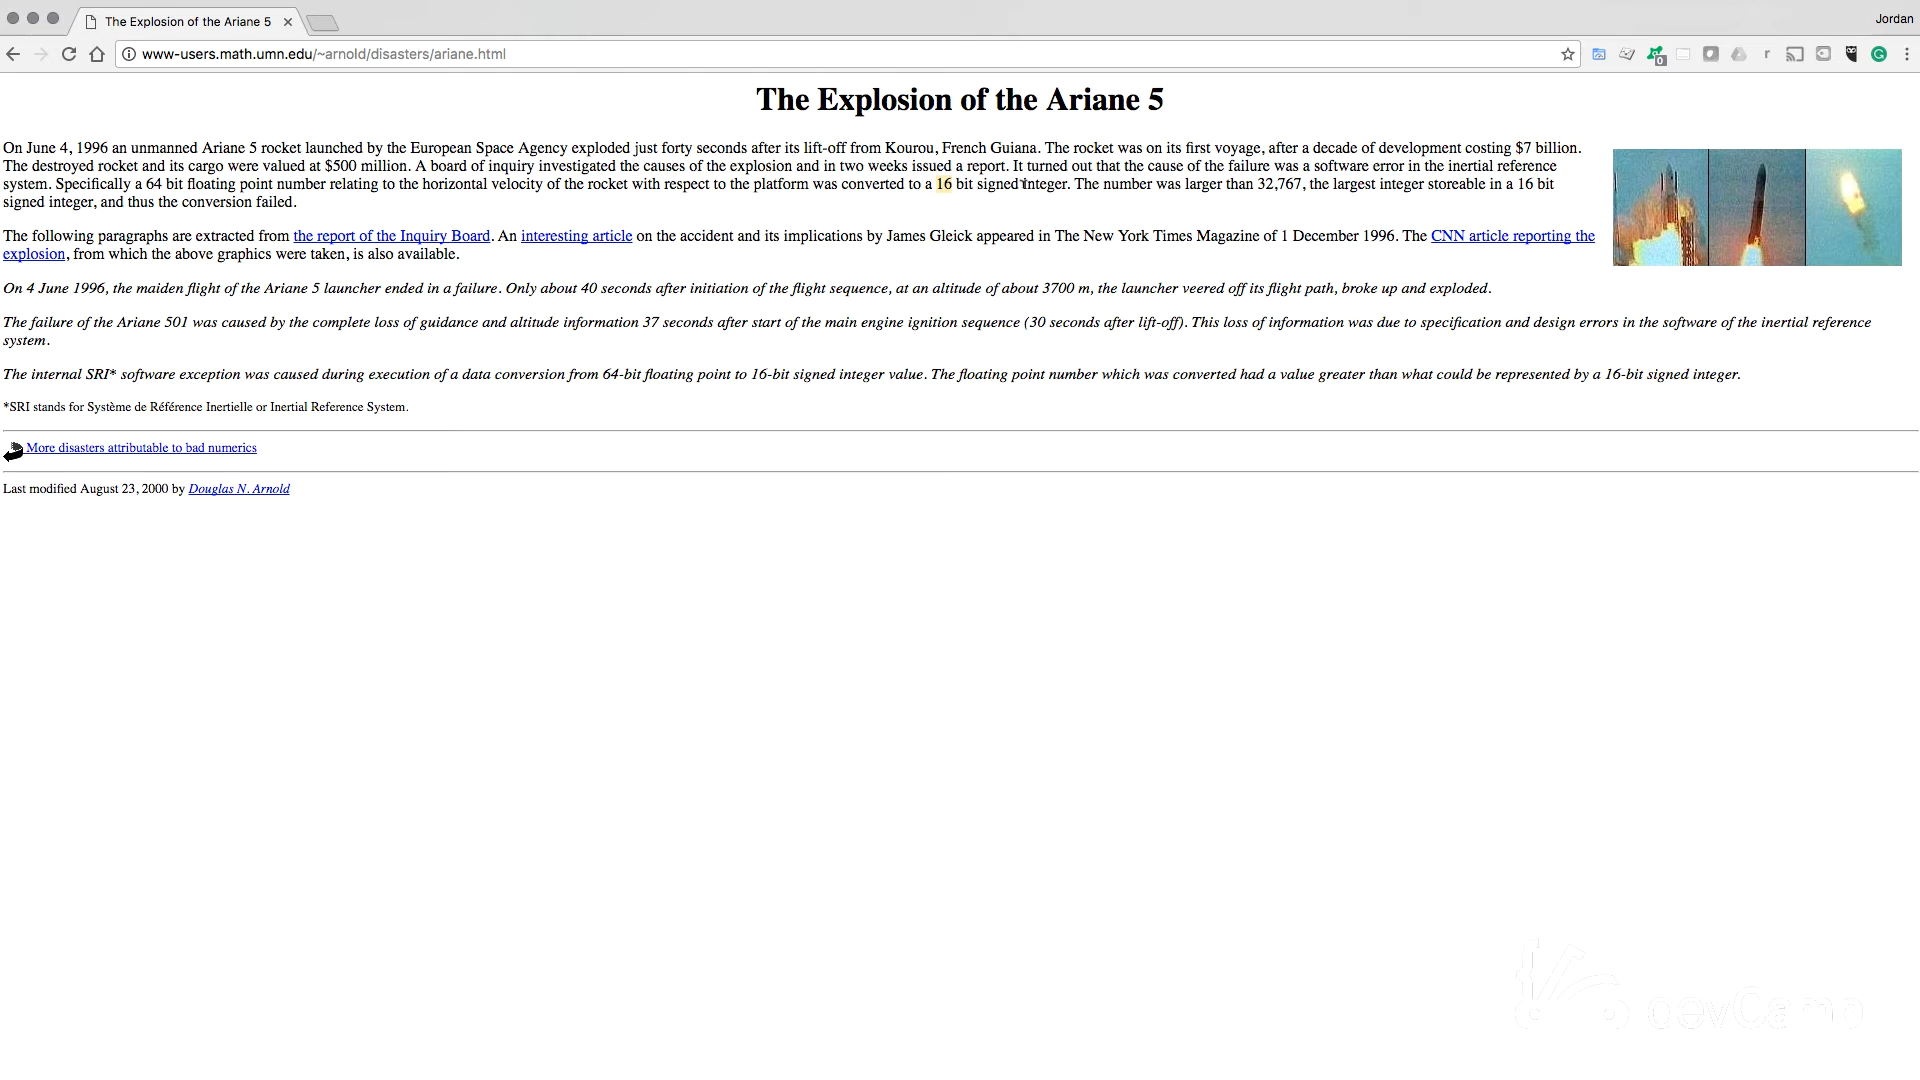 The Explosion of the Ariane 5
Jordan
www-users.math.umn.edu/~arnold/disasters/ariane.html
0
r
The Explosion of the Ariane 5
On June 4, 1996 an unmanned Ariane 5 rocket launched by the European Space Agency exploded just forty seconds after its lift-off from Kourou, French Guiana. The rocket was on its first voyage, after a decade of development costing $7 billion.
The destroyed rocket and its cargo were valued at $500 million. A board of inquiry investigated the causes of the explosion and in two weeks issued a report. It turned out that the cause of the failure was a software error in the inertial reference
system. Specifically a 64 bit floating point number relating to the horizontal velocity of the rocket with respect to the platform was converted to a 16 bit signed integer. The number was larger than 32,767, the largest integer storeable in a 16 bit
signed integer, and thus the conversion failed.
The following paragraphs are extracted from the report of the Inquiry Board. An interesting article on the accident and its implications by James Gleick appeared in The New York Times Magazine of 1 December 1996. The CNN article reporting the
explosion, from which the above graphics were taken, is also available.
On 4 June 1996, the maiden flight of the Ariane 5 launcher ended in a failure. Only about 40 seconds after initiation of the flight sequence, at an altitude of about 3700 m, the launcher veered off its flight path, broke up and exploded.
The failure of the Ariane 501 was caused by the complete loss of guidance and altitude information 37 seconds after start of the main engine ignition sequence (30 seconds after lift-off). This loss of information was due to specification and design errors in the software of the inertial reference
system.
The internal SRI* software exception was caused during execution of a data conversion from 64-bit floating point to 16-bit signed integer value. The floating point number which was converted had a value greater than what could be represented by a 16-bit signed integer.
*SRI stands for Système de Référence Inertielle or Inertial Reference System.
More disasters attributable to bad numerics
Last modified August 23, 2000 by Douglas N. Arnold
devCamp